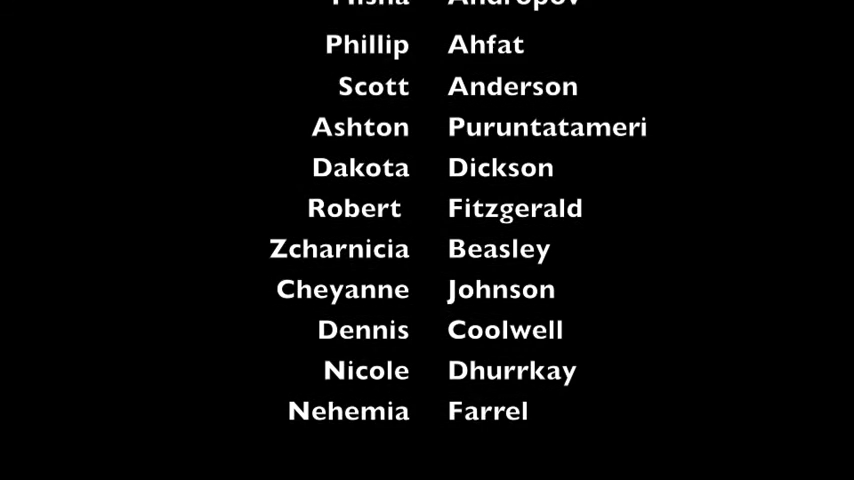 Andropov
Phillip Ahfat
Scott Anderson
Ashton Puruntatameri
Dakota Dickson
Robert Fitzgerald
Zcharnicia Beasley
Cheyanne Johnson
Dennis Coolwell
Nicole Dhurrkay
Nehemia Farrel